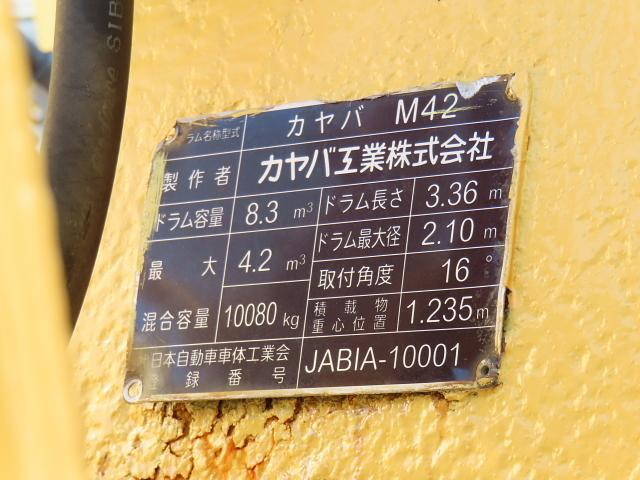 ラム名称型式 カヤバ M42
製作者 カヤバ工業株式会社
ドラム容量 8.3 m³ ドラム長さ 3.36 m
ドラム最大径 2.10 m
最大 4.2 m³
取付角度 16°
混合容量 10080 kg
積載物
重心位置 1.235 m
日本自動車車体工業会
登録番号 JABIA-10001